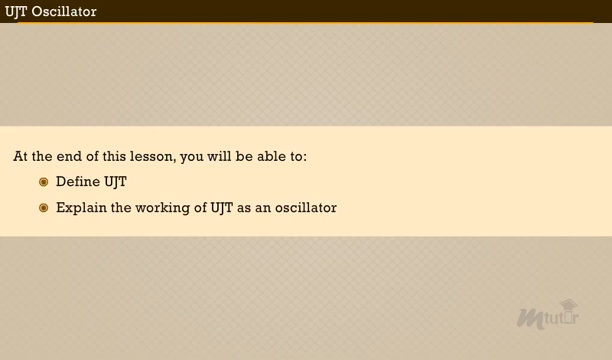 UJT Oscillator
At the end of this lesson, you will be able to:
Define UJT
Explain the working of UJT as an oscillator
mtutor